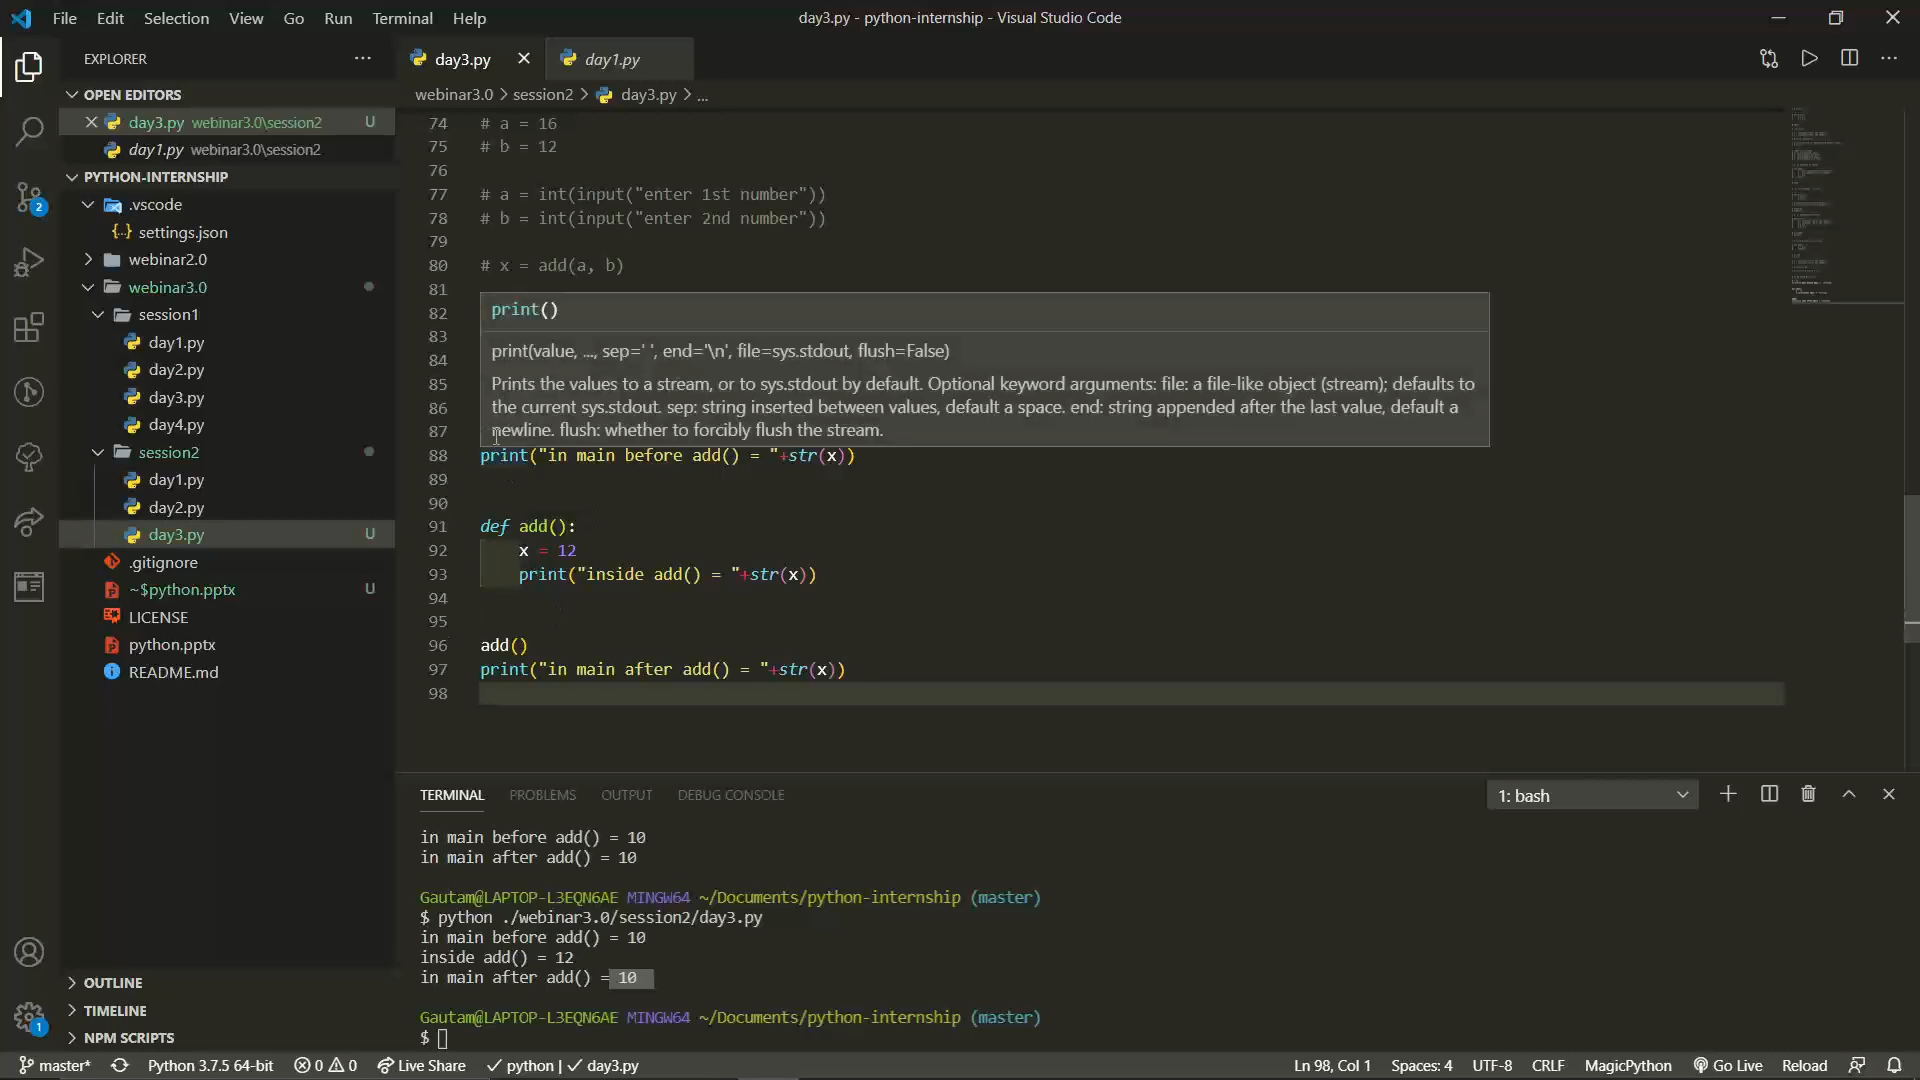 File Edit Selection View Go Run Terminal Help
day3.py - python-internship - Visual Studio Code
EXPLORER
day3.py
day1.py
OPEN EDITORS
day3.py webinar3.0\session2 U
day1.py webinar3.0\session2
PYTHON-INTERNSHIP
.vscode
settings.json
webinar2.0
webinar3.0
session1
day1.py
day2.py
day3.py
day4.py
session2
day1.py
day2.py
day3.py U
.gitignore
~$python.pptx U
LICENSE
python.pptx
README.md
OUTLINE
TIMELINE
NPM SCRIPTS
2
1
webinar3.0 > session2 > day3.py > ...
74 # a = 16
75 # b = 12
76
77 # a = int(input("enter 1st number"))
78 # b = int(input("enter 2nd number"))
79
80 # x = add(a, b)
81
82
83
84
85
86
87
print()
print(value, ..., sep=' ', end='\n', file=sys.stdout, flush=False)
Prints the values to a stream, or to sys.stdout by default. Optional keyword arguments: file: a file-like object (stream); defaults to
the current sys.stdout. sep: string inserted between values, default a space. end: string appended after the last value, default a
newline. flush: whether to forcibly flush the stream.
88 print("in main before add() = "+str(x))
89
90
91 def add():
92 x = 12
93 print("inside add() = "+str(x))
94
95
96 add()
97 print("in main after add() = "+str(x))
98
TERMINAL PROBLEMS OUTPUT DEBUG CONSOLE
1: bash
in main before add() = 10
in main after add() = 10
Gautam@LAPTOP-L3EQN6AE MINGW64 ~/Documents/python-internship (master)
$ python ./webinar3.0/session2/day3.py
in main before add() = 10
inside add() = 12
in main after add() = 10
Gautam@LAPTOP-L3EQN6AE MINGW64 ~/Documents/python-internship (master)
$
master* Python 3.7.5 64-bit 0 0 Live Share ✓ python | ✓ day3.py
Ln 98, Col 1 Spaces: 4 UTF-8 CRLF MagicPython Go Live Reload